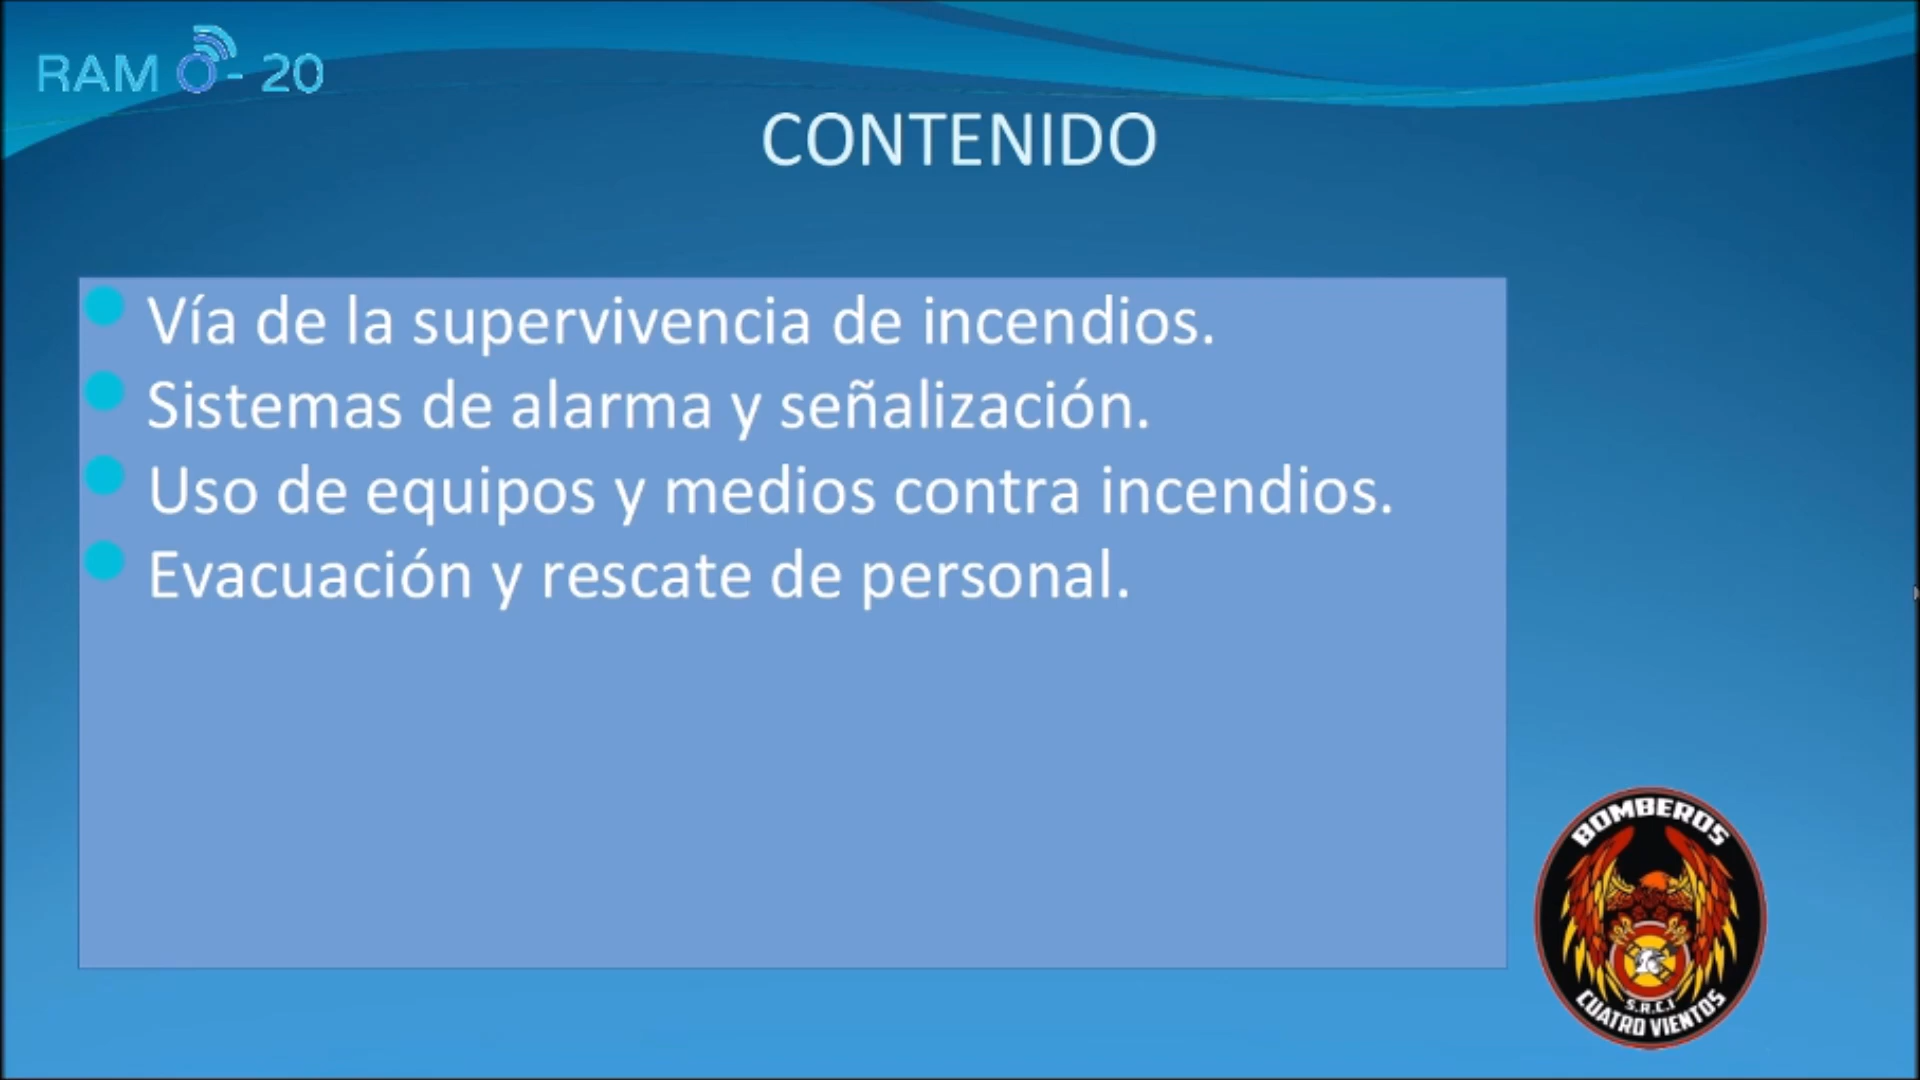 RAM O - 20
CONTENIDO
Vía de la supervivencia de incendios.
Sistemas de alarma y señalización.
Uso de equipos y medios contra incendios.
Evacuación y rescate de personal.
BOMBEROS
S.R.C.I
CUATRO VIENTOS